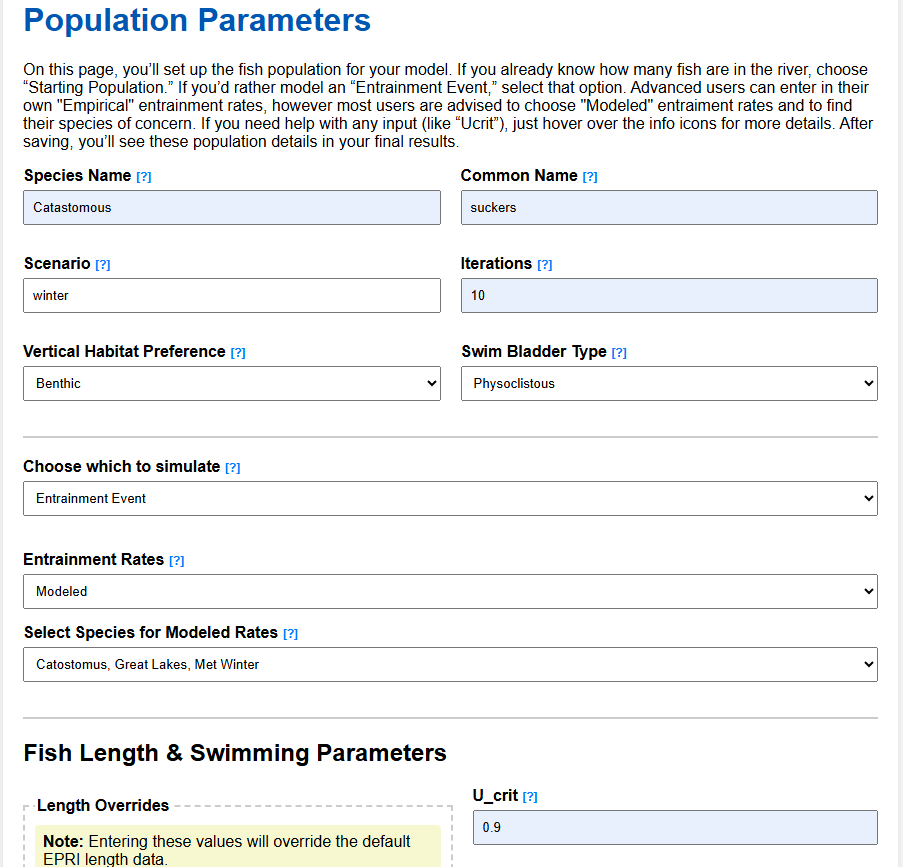 Population Parameters
On this page, you’ll set up the fish population for your model. If you already know how many fish are in the river, choose
“Starting Population.” If you’d rather model an “Entrainment Event,” select that option. Advanced users can enter in their
own "Empirical" entrainment rates, however most users are advised to choose "Modeled" entraiment rates and to find
their species of concern. If you need help with any input (like “Ucrit”), just hover over the info icons for more details. After
saving, you’ll see these population details in your final results.
Species Name [?]
Common Name [?]
Catastomous
suckers
Scenario [?]
Iterations [?]
winter
10
Vertical Habitat Preference [?]
Swim Bladder Type [?]
Benthic
Physoclistous
Choose which to simulate [?]
Entrainment Event
Entrainment Rates [?]
Modeled
Select Species for Modeled Rates [?]
Catostomus, Great Lakes, Met Winter
Fish Length & Swimming Parameters
Length Overrides
Note: Entering these values will override the default
EPRI length data.
U_crit [?]
0.9